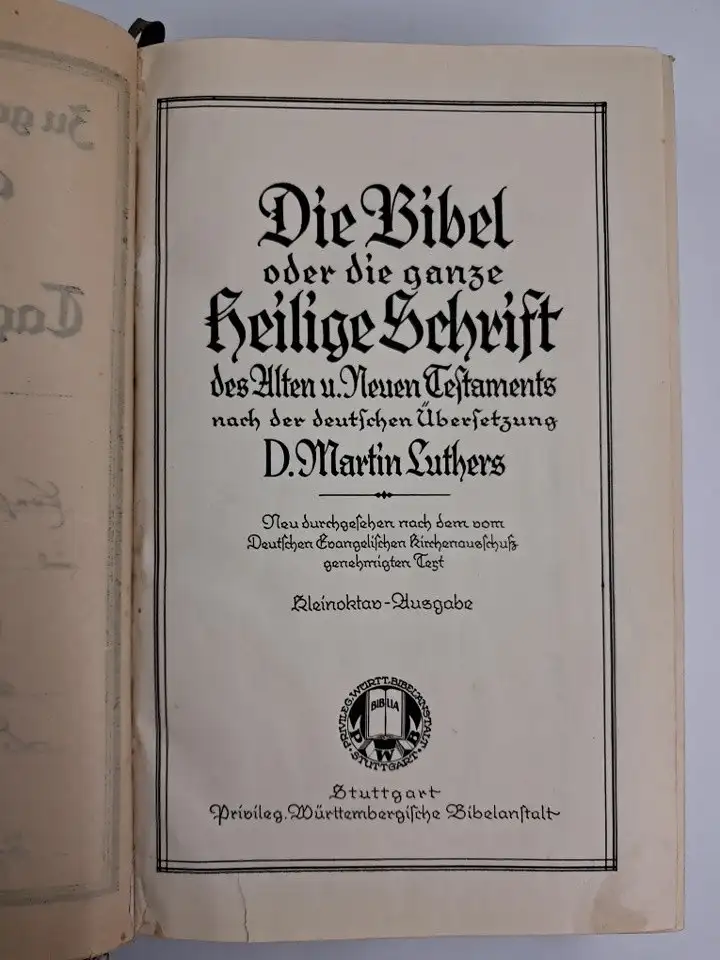 Die Bibel
oder die ganze
Heilige Schrift
des Alten u. Neuen Teſtaments
nach der deutſchen Überſetzung
D. Martin Luthers
Neu durchgeſehen nach dem vom
Deutſchen Evangeliſchen Kirchenausſchuß
genehmigten Text
Kleinoktav-Ausgabe
PRIVILEG. WÜRTT. BIBELANSTALT
BIBLIA
P W B
STUTTGART
Stuttgart
Privileg. Württembergiſche Bibelanſtalt